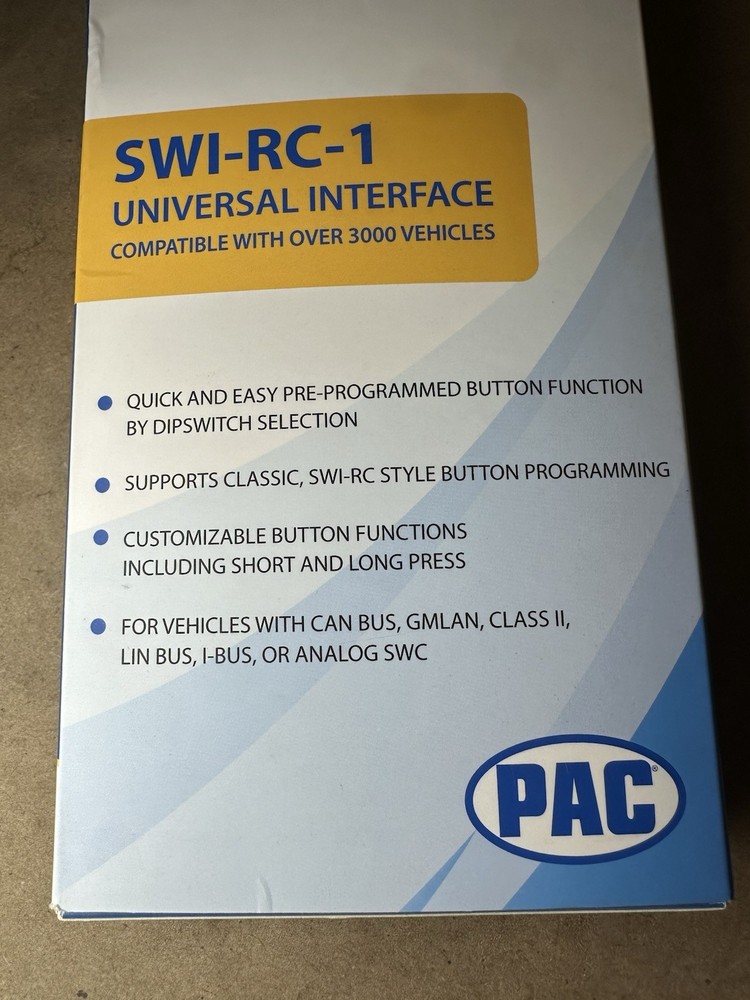 SWI-RC-1
UNIVERSAL INTERFACE
COMPATIBLE WITH OVER 3000 VEHICLES
QUICK AND EASY PRE-PROGRAMMED BUTTON FUNCTION
BY DIPSWITCH SELECTION
SUPPORTS CLASSIC, SWI-RC STYLE BUTTON PROGRAMMING
CUSTOMIZABLE BUTTON FUNCTIONS
INCLUDING SHORT AND LONG PRESS
FOR VEHICLES WITH CAN BUS, GMLAN, CLASS II,
LIN BUS, I-BUS, OR ANALOG SWC
PAC®